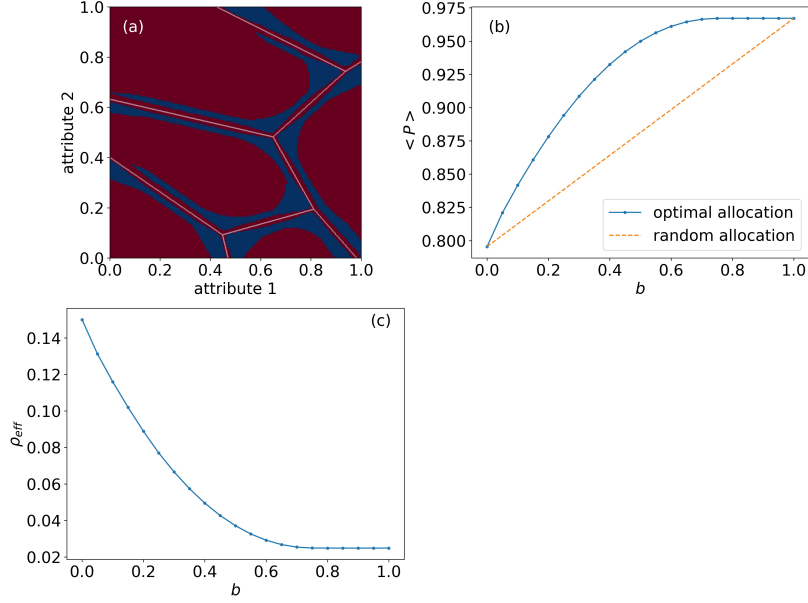 (a)
1.0
0.8
0.6
0.4
0.2
0.0
attribute 2
0.0 0.2 0.4 0.6 0.8 1.0
attribute 1
(b)
0.975
0.950
0.925
0.900
0.875
0.850
0.825
0.800
< P >
optimal allocation
random allocation
0.0 0.2 0.4 0.6 0.8 1.0
b
(c)
0.14
0.12
0.10
0.08
0.06
0.04
0.02
ρeff
0.0 0.2 0.4 0.6 0.8 1.0
b